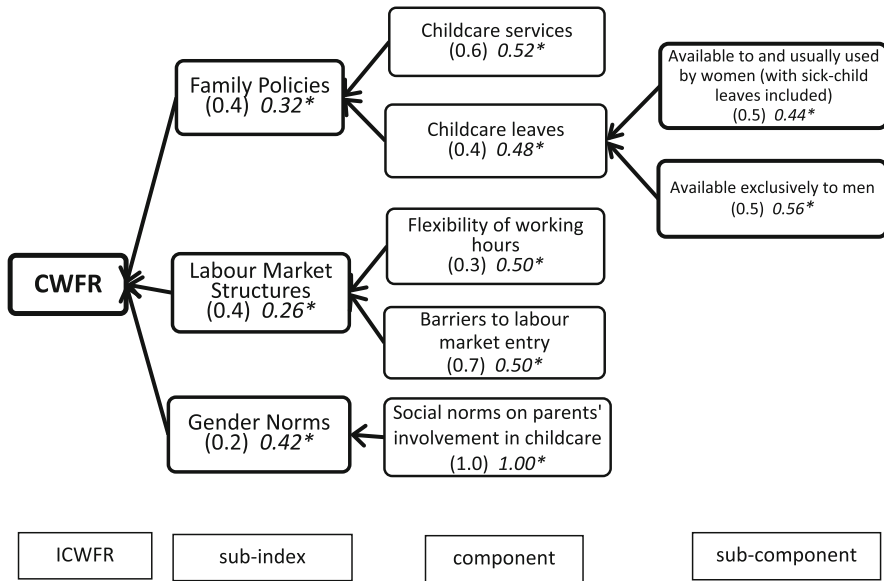 CWFR
Family Policies
(0.4) 0.32*
Labour Market
Structures
(0.4) 0.26*
Gender Norms
(0.2) 0.42*
Childcare services
(0.6) 0.52*
Childcare leaves
(0.4) 0.48*
Flexibility of working
hours
(0.3) 0.50*
Barriers to labour
market entry
(0.7) 0.50*
Social norms on parents'
involvement in childcare
(1.0) 1.00*
Available to and usually used
by women (with sick-child
leaves included)
(0.5) 0.44*
Available exclusively to men
(0.5) 0.56*
ICWFR
sub-index
component
sub-component